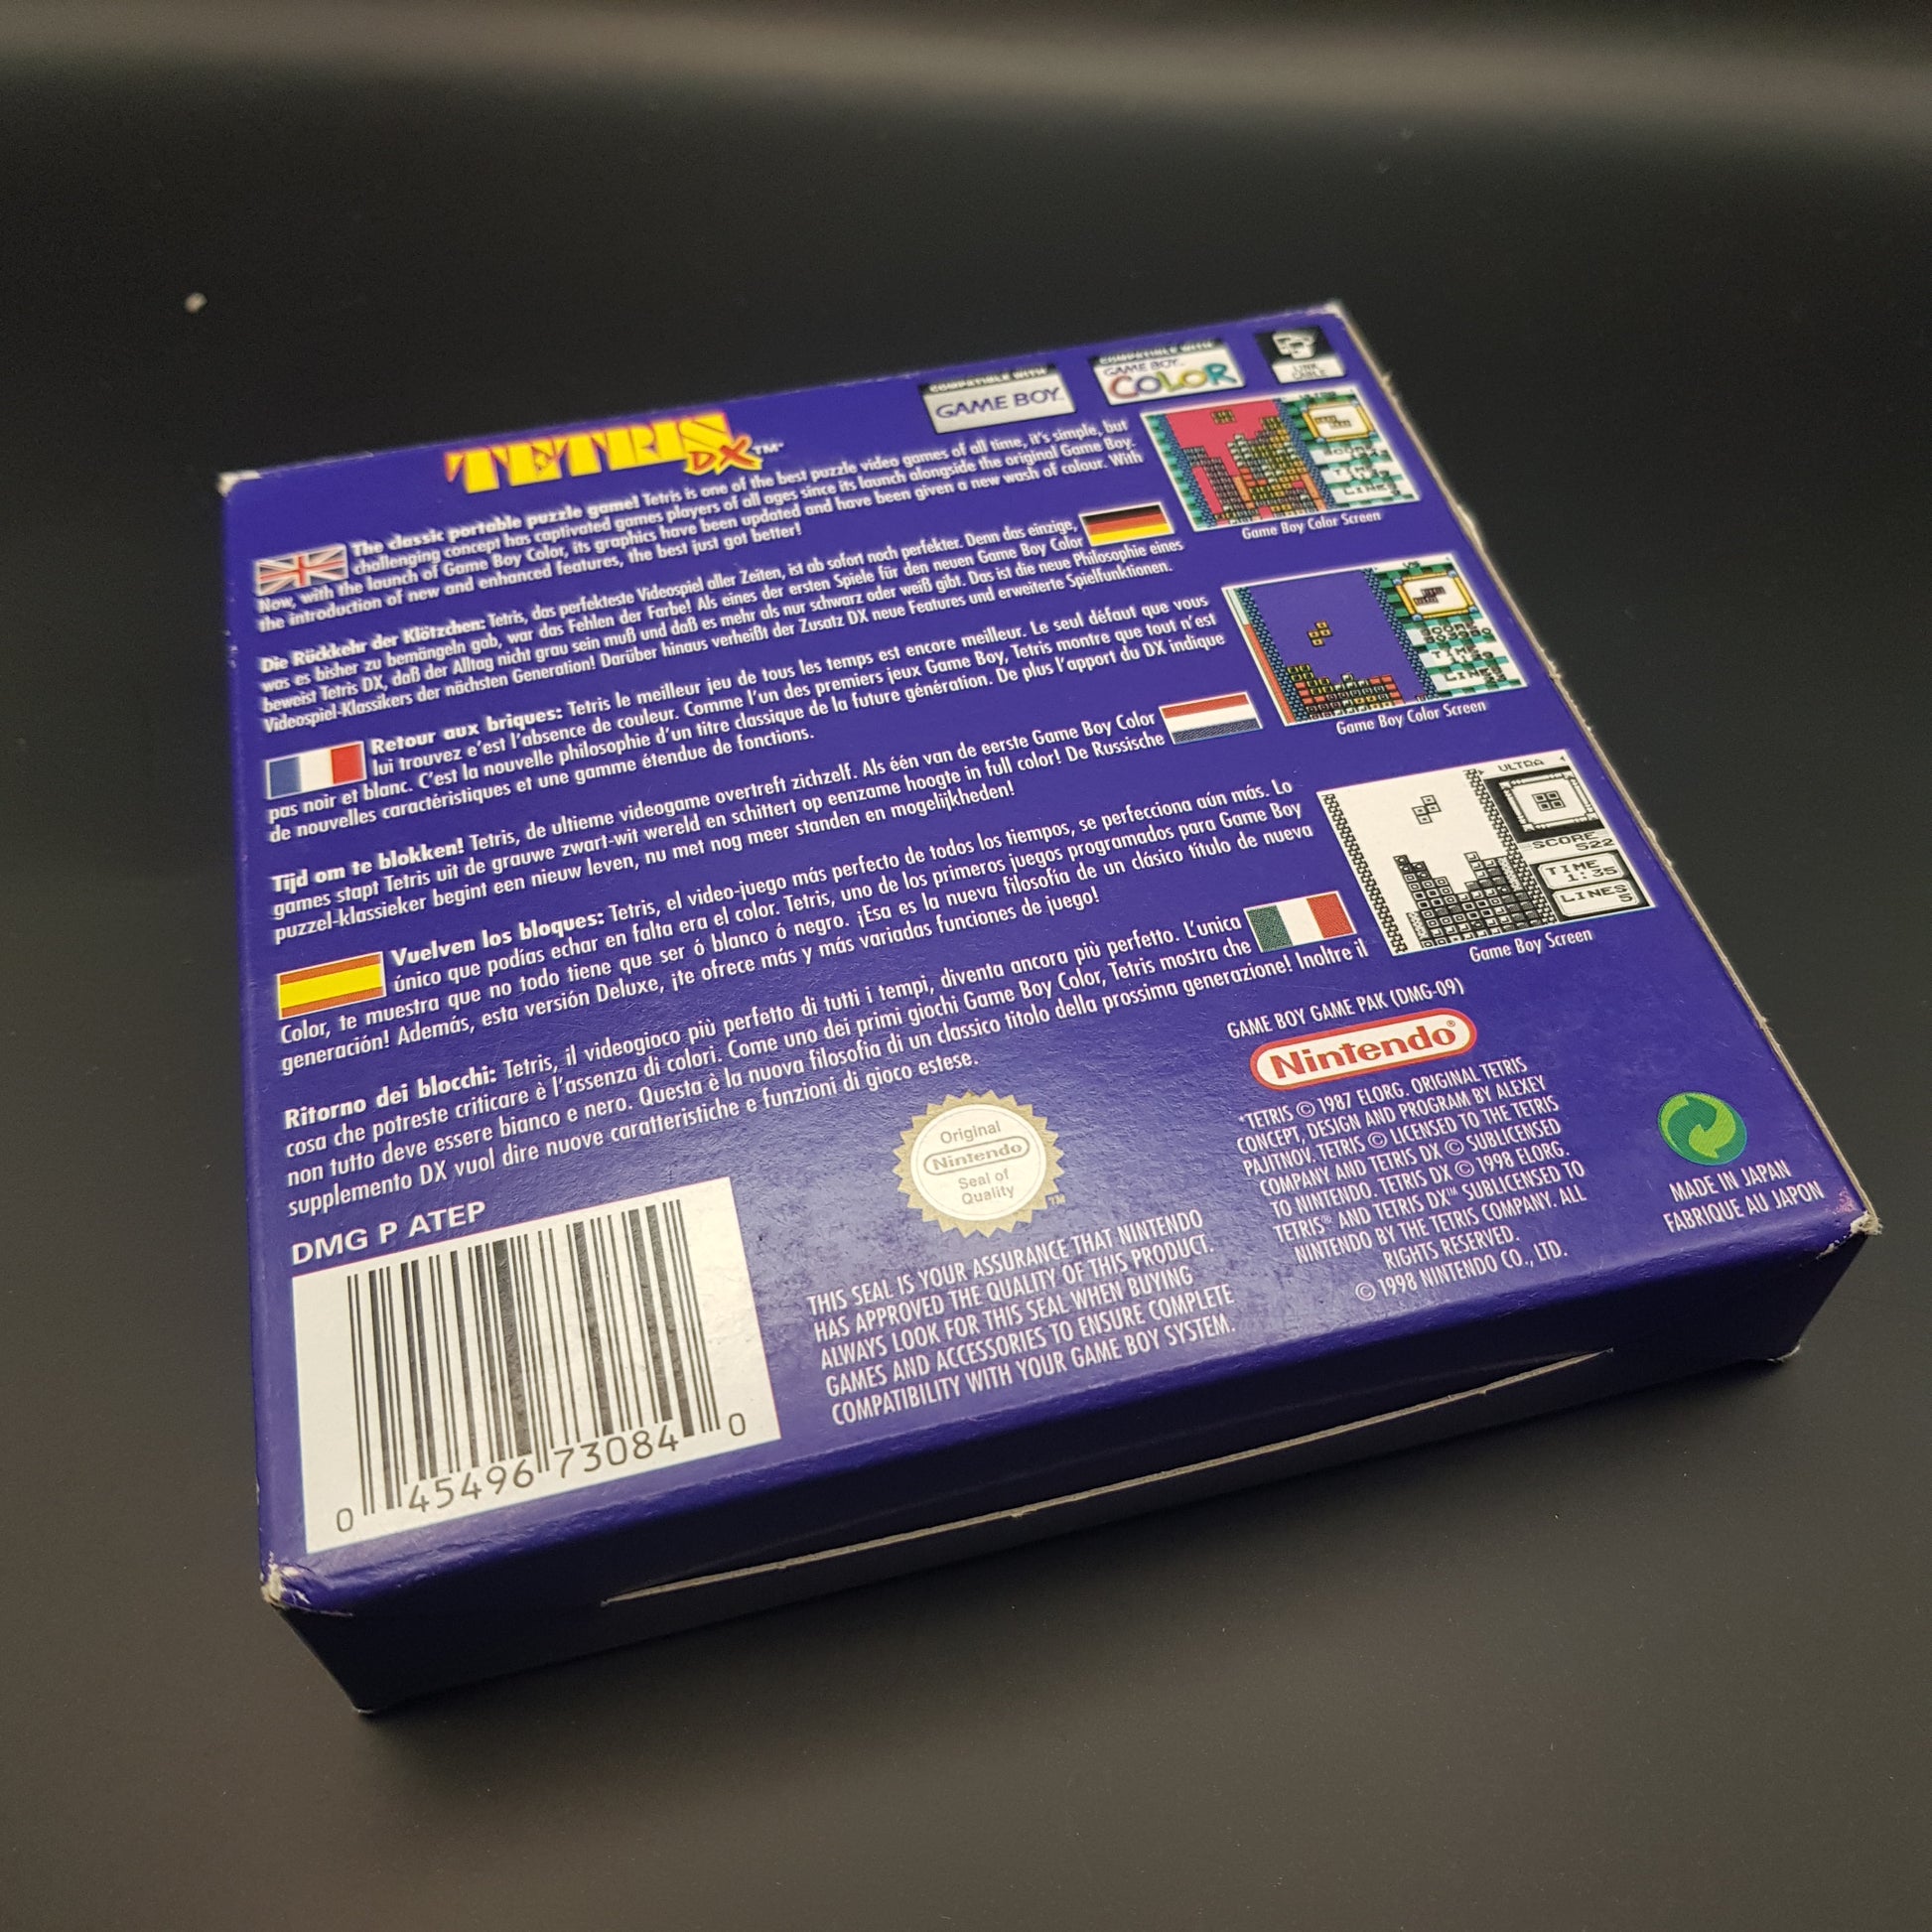 TETRIS DX™*
COMPATIBLE WITH
GAME BOY™
COMPATIBLE WITH
GAME BOY™
COLOR
LINK
CABLE
The classic portable puzzle game! Tetris is one of the best puzzle video games of all time, it's simple, but
challenging concept has captivated games players of all ages since its launch alongside the original Game Boy.
Now, with the launch of Game Boy Color, its graphics have been updated and have been given a new wash of colour. With
the introduction of new and enhanced features, the best just got better!
Die Rückkehr der Klötzchen: Tetris, das perfekteste Videospiel aller Zeiten, ist ab sofort noch perfekter. Denn das einzige,
was es bisher zu bemängeln gab, war das Fehlen der Farbe! Als eines der ersten Spiele für den neuen Game Boy Color
beweist Tetris DX, daß der Alltag nicht grau sein muß und daß es mehr als nur schwarz oder weiß gibt. Das ist die neue Philosophie eines
Videospiel-Klassikers der nächsten Generation! Darüber hinaus verheißt der Zusatz DX neue Features und erweiterte Spielfunktionen.
Retour aux briques: Tetris le meilleur jeu de tous les temps est encore meilleur. Le seul défaut que vous
lui trouvez e'est l'absence de couleur. Comme l'un des premiers jeux Game Boy, Tetris montre que tout n'est
pas noir et blanc. C'est la nouvelle philosophie d'un titre classique de la future génération. De plus l'apport du DX indique
de nouvelles caractéristiques et une gamme étendue de fonctions.
Tijd om te blokken! Tetris, de ultieme videogame overtreft zichzelf. Als één van de eerste Game Boy Color
games stapt Tetris uit de grauwe zwart-wit wereld en schittert op eenzame hoogte in full color! De Russische
puzzel-klassieker begint een nieuw leven, nu met nog meer standen en mogelijkheden!
Vuelven los bloques: Tetris, el video-juego más perfecto de todos los tiempos, se perfecciona aún más. Lo
único que podías echar en falta era el color. Tetris, uno de los primeros juegos programados para Game Boy
Color, te muestra que no todo tiene que ser ó blanco ó negro. ¡Esa es la nueva filosofía de un clásico título de nueva
generación! Además, esta versión Deluxe, ¡te ofrece más y más variadas funciones de juego!
Ritorno dei blocchi: Tetris, il videogioco più perfetto di tutti i tempi, diventa ancora più perfetto. L'unica
cosa che potreste criticare è l'assenza di colori. Come uno dei primi giochi Game Boy Color, Tetris mostra che
non tutto deve essere bianco e nero. Questa è la nuova filosofia di un classico titolo della prossima generazione! Inoltre il
supplemento DX vuol dire nuove caratteristiche e funzioni di gioco estese.
SCORE
TIME
LINES
Game Boy Color Screen
SCORE
TIME
LINES
Game Boy Color Screen
ULTRA
SCORE
522
TIME
1:35
LINES
5
Game Boy Screen
DMG P ATEP
0 45496 73084 0
Original
Nintendo
Seal of
Quality
TM
THIS SEAL IS YOUR ASSURANCE THAT NINTENDO
HAS APPROVED THE QUALITY OF THIS PRODUCT.
ALWAYS LOOK FOR THIS SEAL WHEN BUYING
GAMES AND ACCESSORIES TO ENSURE COMPLETE
COMPATIBILITY WITH YOUR GAME BOY SYSTEM.
GAME BOY GAME PAK (DMG-09)
Nintendo®
*TETRIS © 1987 ELORG. ORIGINAL TETRIS
CONCEPT, DESIGN AND PROGRAM BY ALEXEY
PAJITNOV. TETRIS © LICENSED TO THE TETRIS
COMPANY AND TETRIS DX © SUBLICENSED
TO NINTENDO. TETRIS DX © 1998 ELORG.
TETRIS® AND TETRIS DX™ SUBLICENSED TO
NINTENDO BY THE TETRIS COMPANY. ALL
RIGHTS RESERVED.
© 1998 NINTENDO CO., LTD.
MADE IN JAPAN
FABRIQUE AU JAPON